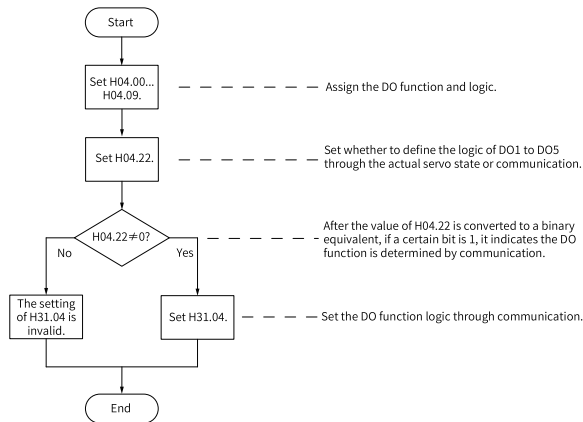 Start
Set H04.00...
H04.09.
Assign the DO function and logic.
Set H04.22.
Set whether to define the logic of DO1 to DO5
through the actual servo state or communication.
H04.22≠0?
No
Yes
After the value of H04.22 is converted to a binary
equivalent, if a certain bit is 1, it indicates the DO
function is determined by communication.
The setting
of H31.04 is
invalid.
Set H31.04.
Set the DO function logic through communication.
End